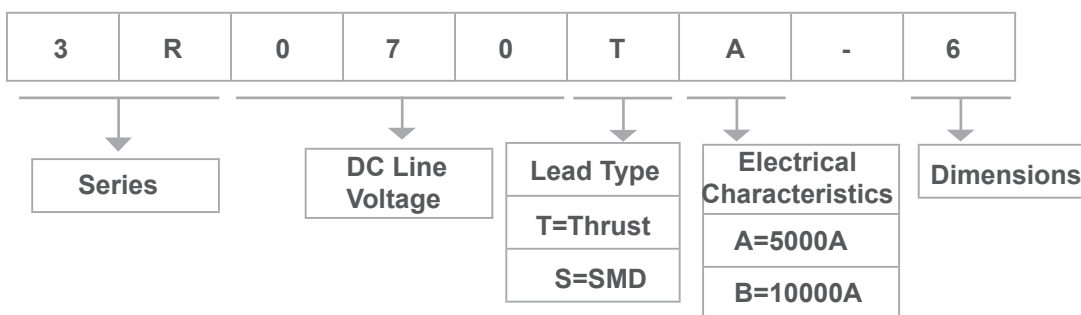 3 R 0 7 0 T A - 6
Series
DC Line
Voltage
Lead Type
T=Thrust
S=SMD
Electrical
Characteristics
A=5000A
B=10000A
Dimensions